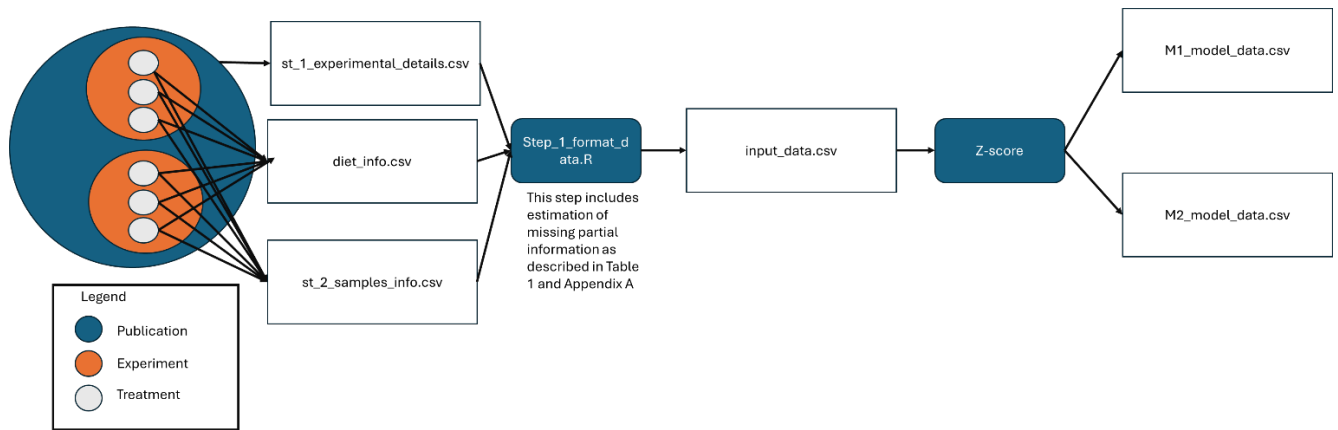 st_1_experimental_details.csv
diet_info.csv
st_2_samples_info.csv
Legend
Publication
Experiment
Treatment
Step_1_format_d
ata.R
This step includes
estimation of
missing partial
information as
described in Table
1 and Appendix A
input_data.csv
Z-score
M1_model_data.csv
M2_model_data.csv